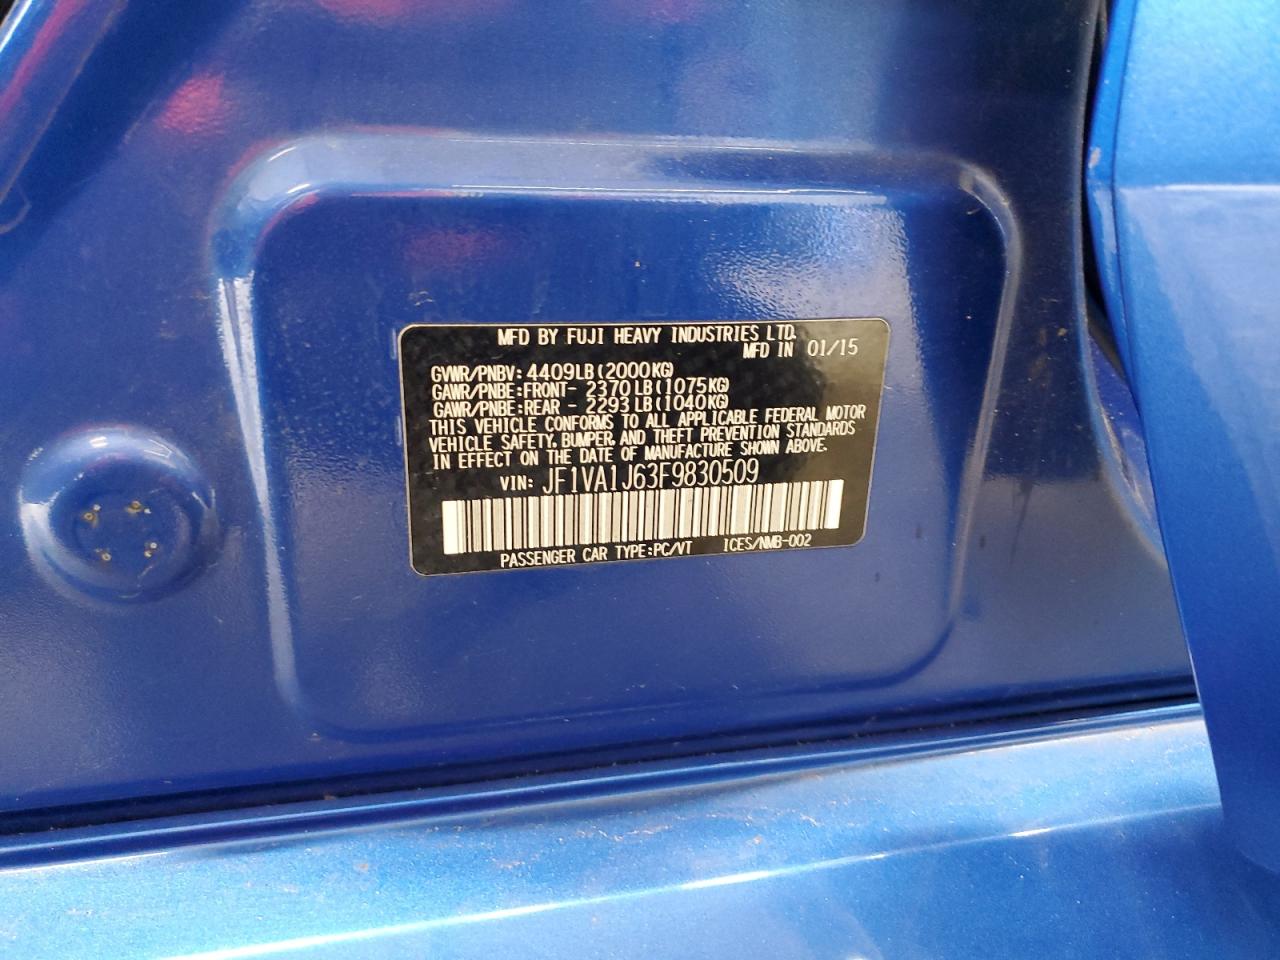 MFD BY FUJI HEAVY INDUSTRIES LTD.
MFD IN 01/15
GVWR/PNBV: 4409LB(2000KG)
GAWR/PNBE:FRONT- 2370LB(1075KG)
GAWR/PNBE:REAR - 2293LB(1040KG)
THIS VEHICLE CONFORMS TO ALL APPLICABLE FEDERAL MOTOR
VEHICLE SAFETY, BUMPER, AND THEFT PREVENTION STANDARDS
IN EFFECT ON THE DATE OF MANUFACTURE SHOWN ABOVE.
VIN: JF1VA1J63F9830509
PASSENGER CAR TYPE:PC/VT ICES/NMB-002